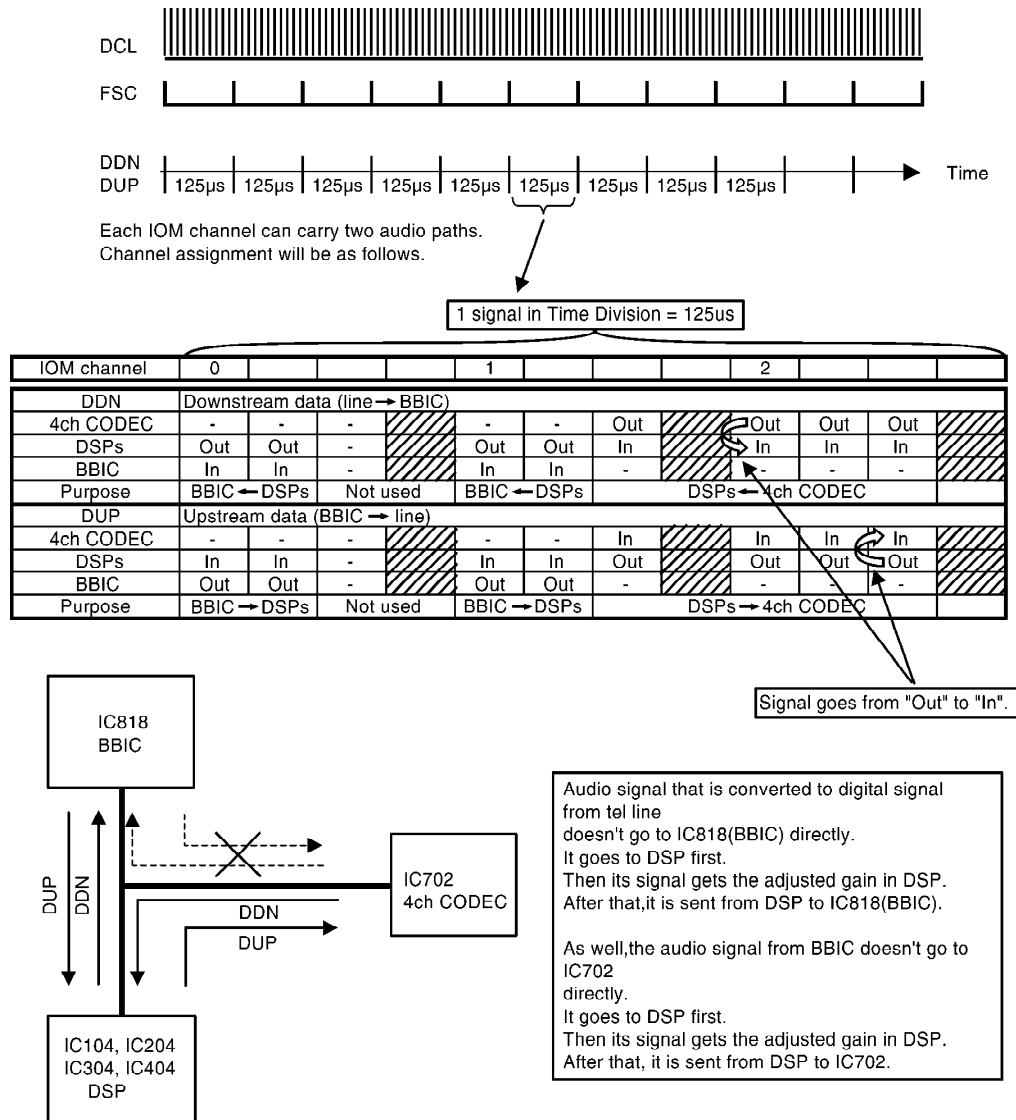 DCL
FSC
DDN
DUP
125µs 125µs 125µs 125µs 125µs 125µs 125µs 125µs 125µs
Time
Each IOM channel can carry two audio paths.
Channel assignment will be as follows.
1 signal in Time Division = 125us
IOM channel 0 1 2
DDN Downstream data (line → BBIC)
4ch CODEC - - - - - Out Out Out Out
DSPs Out Out - Out Out In In In In
BBIC In In - In In - - - -
Purpose BBIC ← DSPs Not used BBIC ← DSPs DSPs ← 4ch CODEC
DUP Upstream data (BBIC → line)
4ch CODEC - - - - - In In In In
DSPs In In - In In Out Out Out Out
BBIC Out Out - Out Out - - - -
Purpose BBIC → DSPs Not used BBIC → DSPs DSPs → 4ch CODEC
Signal goes from "Out" to "In".
IC818
BBIC
DUP
DDN
IC702
4ch CODEC
DDN
DUP
IC104, IC204
IC304, IC404
DSP
Audio signal that is converted to digital signal
from tel line
doesn't go to IC818(BBIC) directly.
It goes to DSP first.
Then its signal gets the adjusted gain in DSP.
After that,it is sent from DSP to IC818(BBIC).
As well,the audio signal from BBIC doesn't go to
IC702
directly.
It goes to DSP first.
Then its signal gets the adjusted gain in DSP.
After that, it is sent from DSP to IC702.